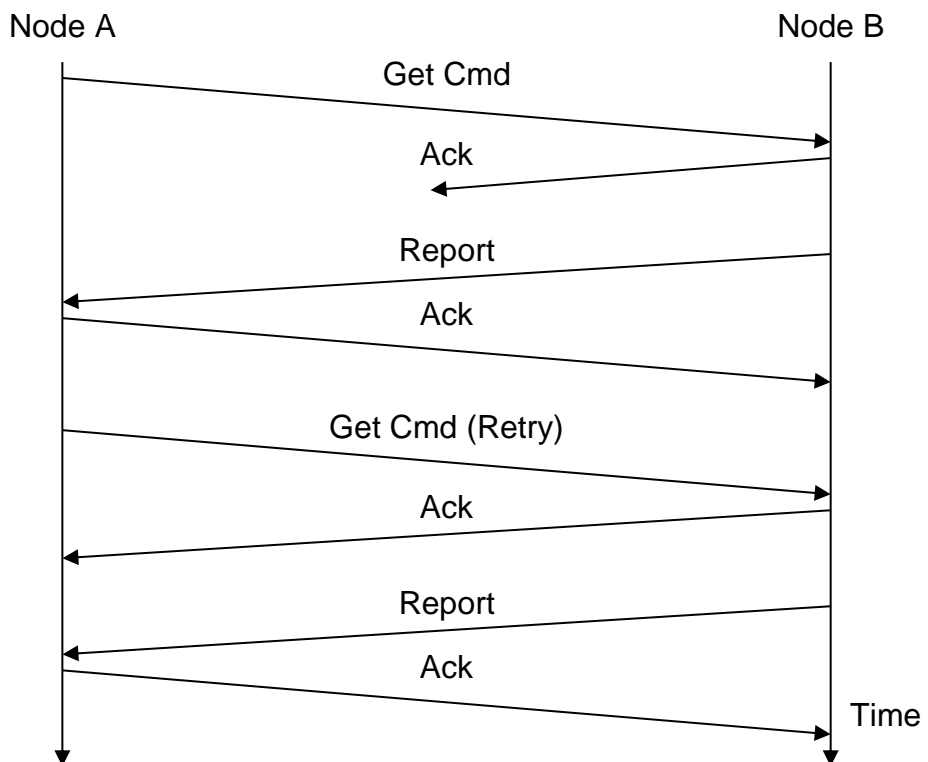 Node A
Node B
Get Cmd
Ack
Report
Ack
Get Cmd (Retry)
Ack
Report
Ack
Time